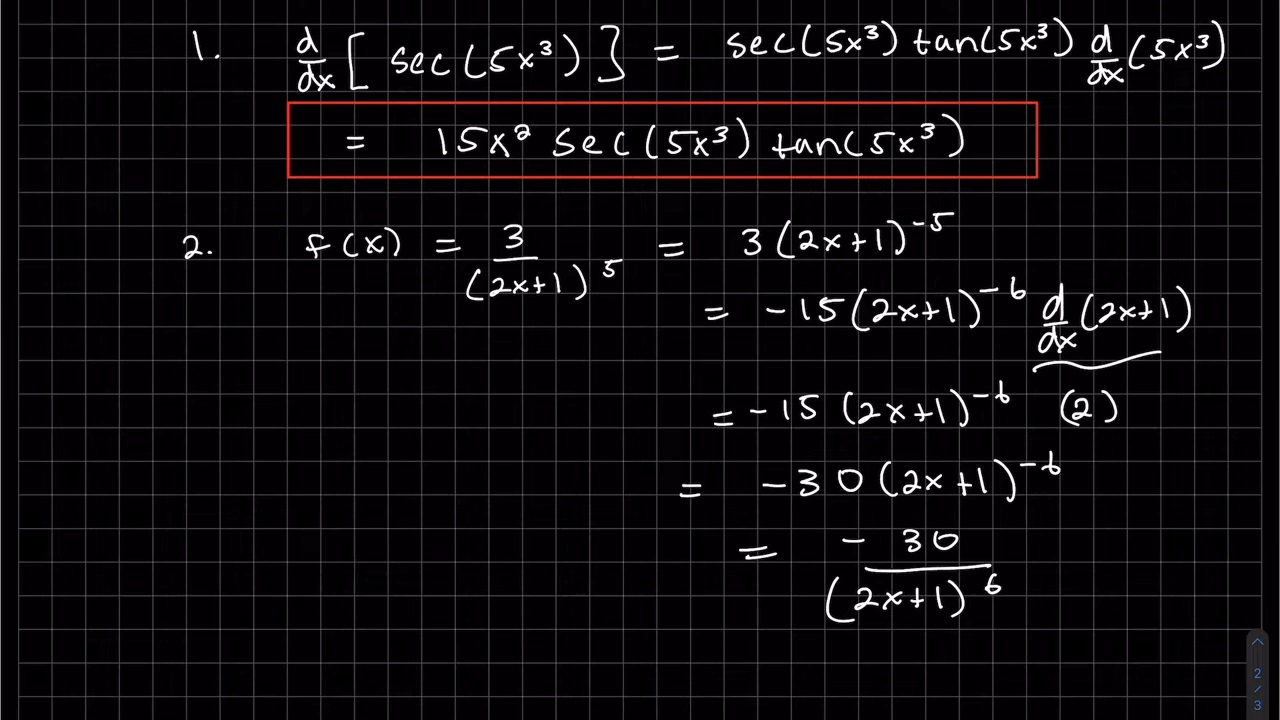 1. d/dx [ sec(5x³) ] = sec(5x³) tan(5x³) d/dx (5x³)
= 15x² sec(5x³) tan(5x³)
2. f(x) = 3/(2x+1)⁵ = 3(2x+1)⁻⁵
= -15(2x+1)⁻⁶ d/dx (2x+1)
= -15 (2x+1)⁻⁶ (2)
= -30 (2x+1)⁻⁶
= -30/(2x+1)⁶
2 / 3